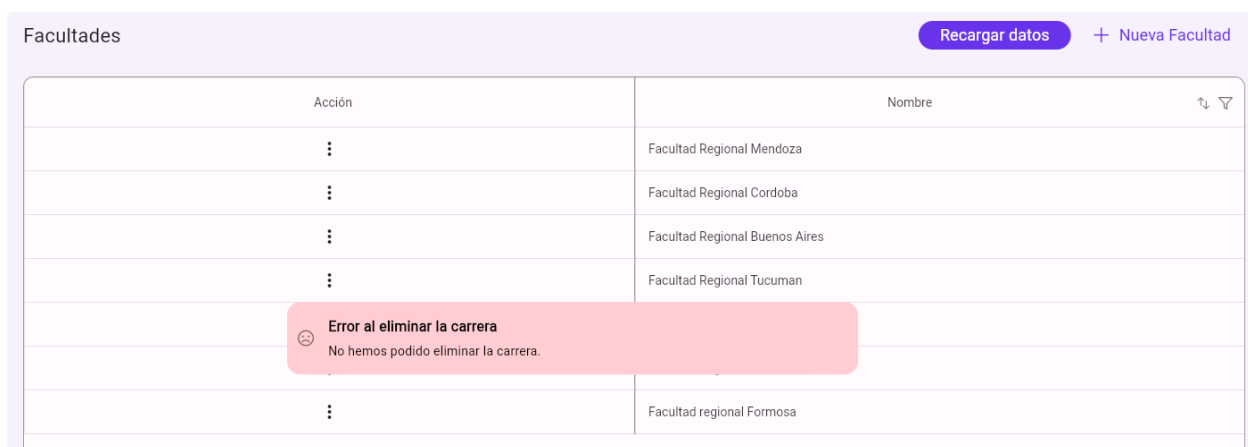 Facultades
Recargar datos
Nueva Facultad
Acción
Nombre
Facultad Regional Mendoza
Facultad Regional Cordoba
Facultad Regional Buenos Aires
Facultad Regional Tucuman
Error al eliminar la carrera
No hemos podido eliminar la carrera.
Facultad regional Formosa